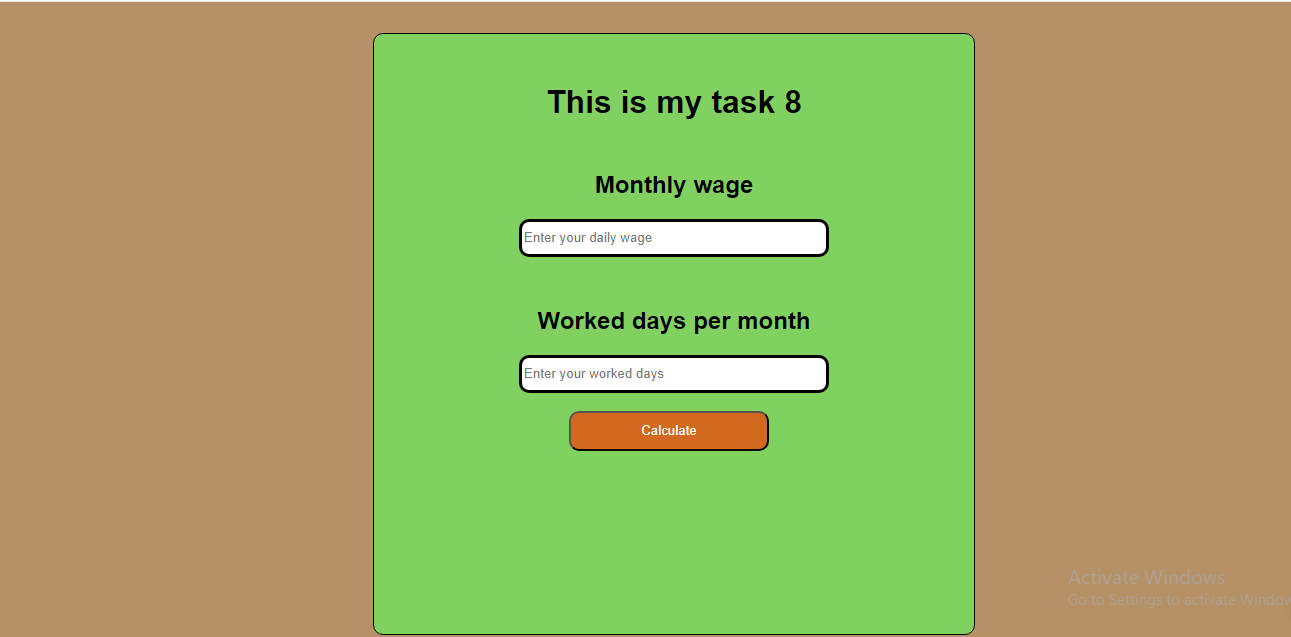 This is my task 8
Monthly wage
Enter your daily wage
Worked days per month
Enter your worked days
Calculate
Activate Windows
Go to Settings to activate Window